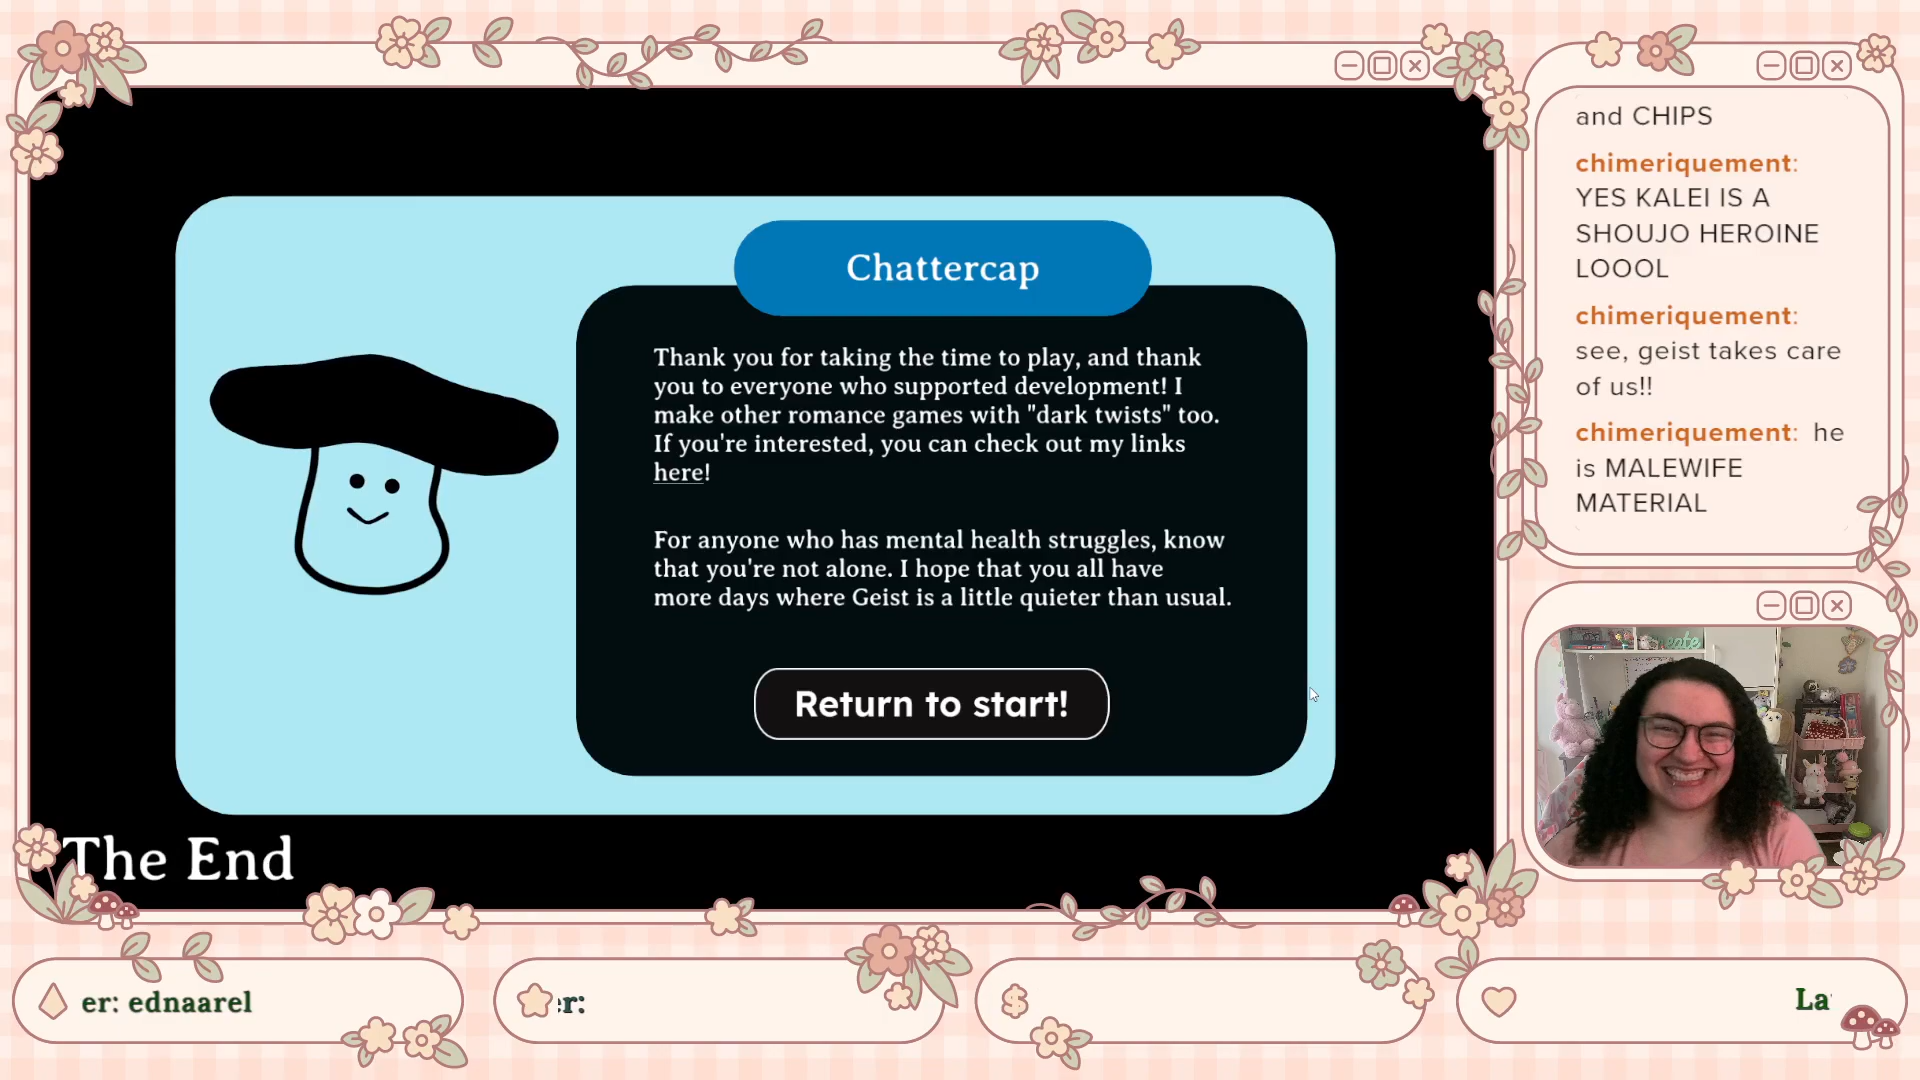 Chattercap
Thank you for taking the time to play, and thank
you to everyone who supported development! I
make other romance games with "dark twists" too.
If you're interested, you can check out my links
here!
For anyone who has mental health struggles, know
that you're not alone. I hope that you all have
more days where Geist is a little quieter than usual.
Return to start!
The End
and CHIPS
chimeriquement:
YES KALEI IS A
SHOUJO HEROINE
LOOOL
chimeriquement:
see, geist takes care
of us!!
chimeriquement: he
is MALEWIFE
MATERIAL
create
er: ednaarel
er:
$
La